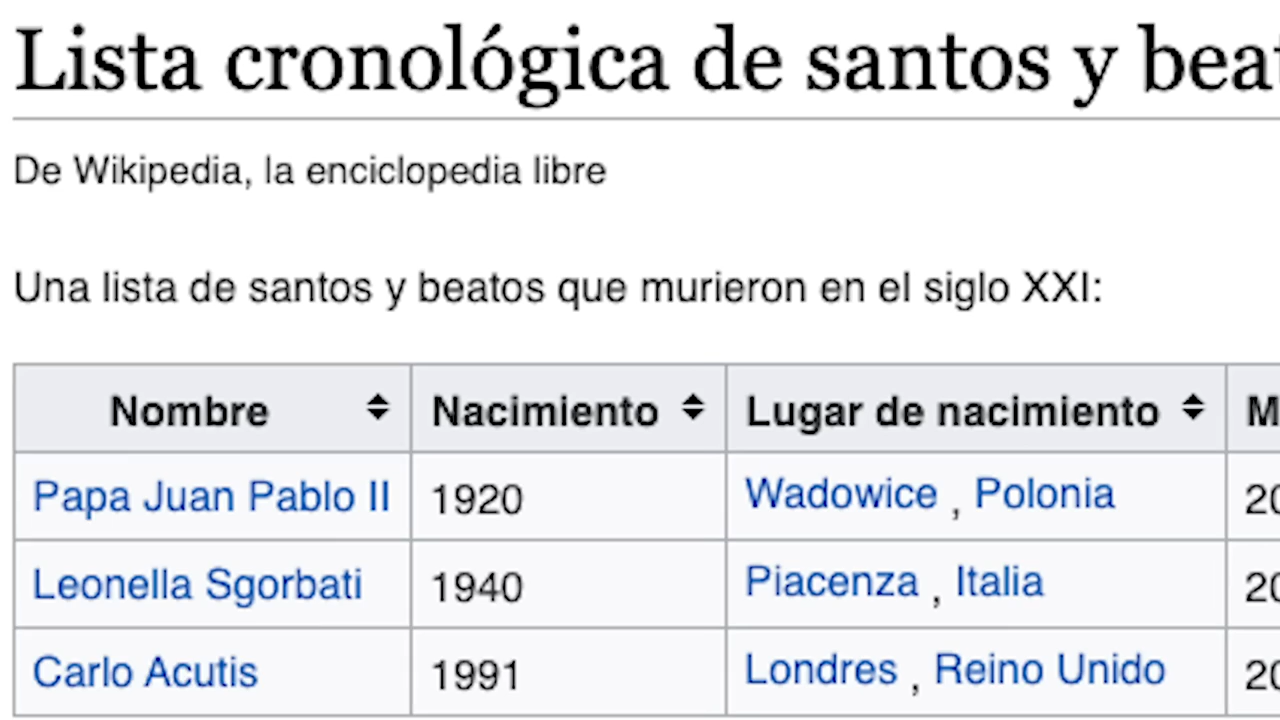 Lista cronológica de santos y beat
De Wikipedia, la enciclopedia libre
Una lista de santos y beatos que murieron en el siglo XXI:
Nombre Nacimiento Lugar de nacimiento M
Papa Juan Pablo II 1920 Wadowice , Polonia 20
Leonella Sgorbati 1940 Piacenza , Italia 20
Carlo Acutis 1991 Londres , Reino Unido 20